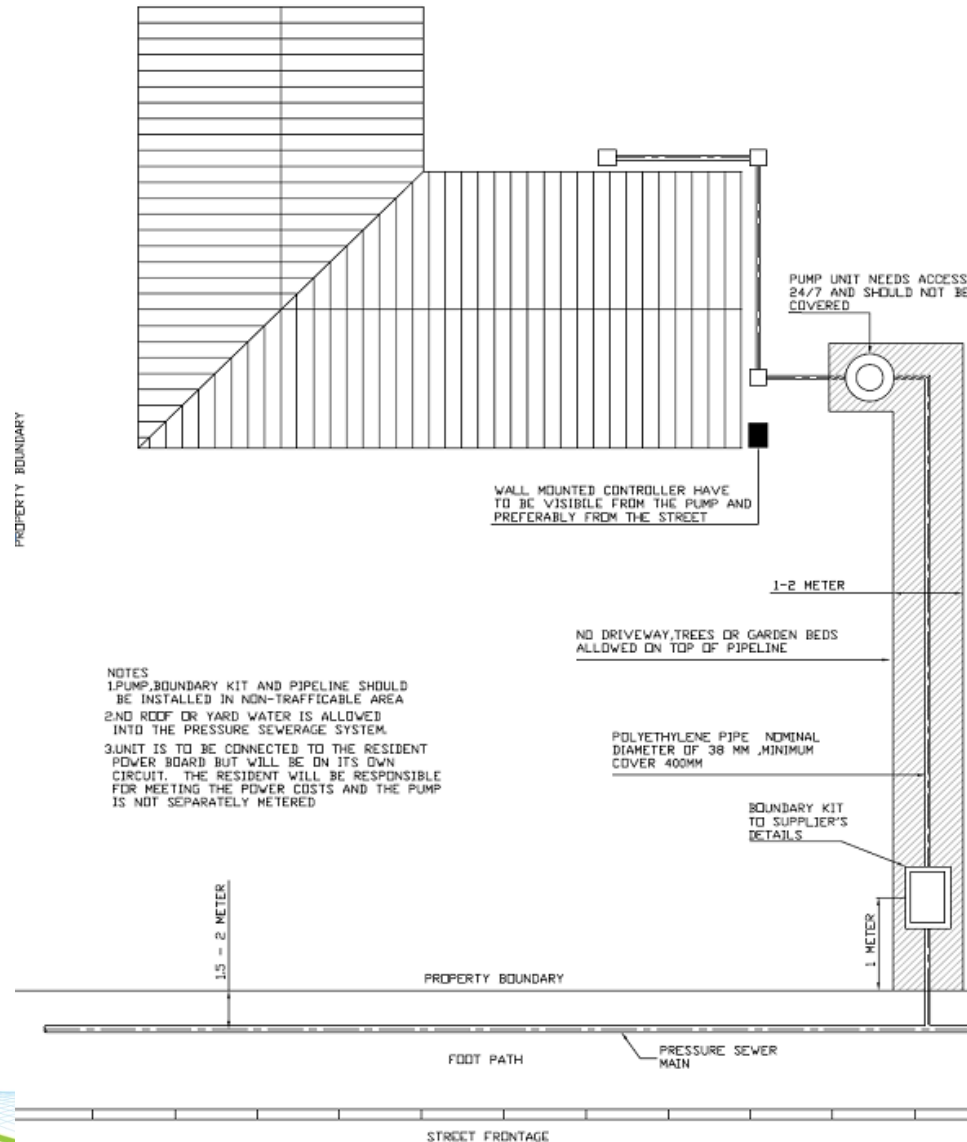 PUMP UNIT NEEDS ACCESS
24/7 AND SHOULD NOT BE
COVERED
PROPERTY BOUNDARY
WALL MOUNTED CONTROLLER HAVE
TO BE VISIBILE FROM THE PUMP AND
PREFERABLY FROM THE STREET
1-2 METER
NO DRIVEWAY,TREES OR GARDEN BEDS
ALLOWED ON TOP OF PIPELINE
NOTES
1.PUMP,BOUNDARY KIT AND PIPELINE SHOULD
BE INSTALLED IN NON-TRAFFICABLE AREA
2.NO ROOF OR YARD WATER IS ALLOWED
INTO THE PRESSURE SEWERAGE SYSTEM.
3.UNIT IS TO BE CONNECTED TO THE RESIDENT
POWER BOARD BUT WILL BE ON ITS OWN
CIRCUIT. THE RESIDENT WILL BE RESPONSIBLE
FOR MEETING THE POWER COSTS AND THE PUMP
IS NOT SEPARATELY METERED
POLYETHYLENE PIPE NOMINAL
DIAMETER OF 38 MM ,MINIMUM
COVER 400MM
BOUNDARY KIT
TO SUPPLIER'S
DETAILS
1.5 - 2 METER
1 METER
PROPERTY BOUNDARY
FOOT PATH
PRESSURE SEWER
MAIN
STREET FRONTAGE